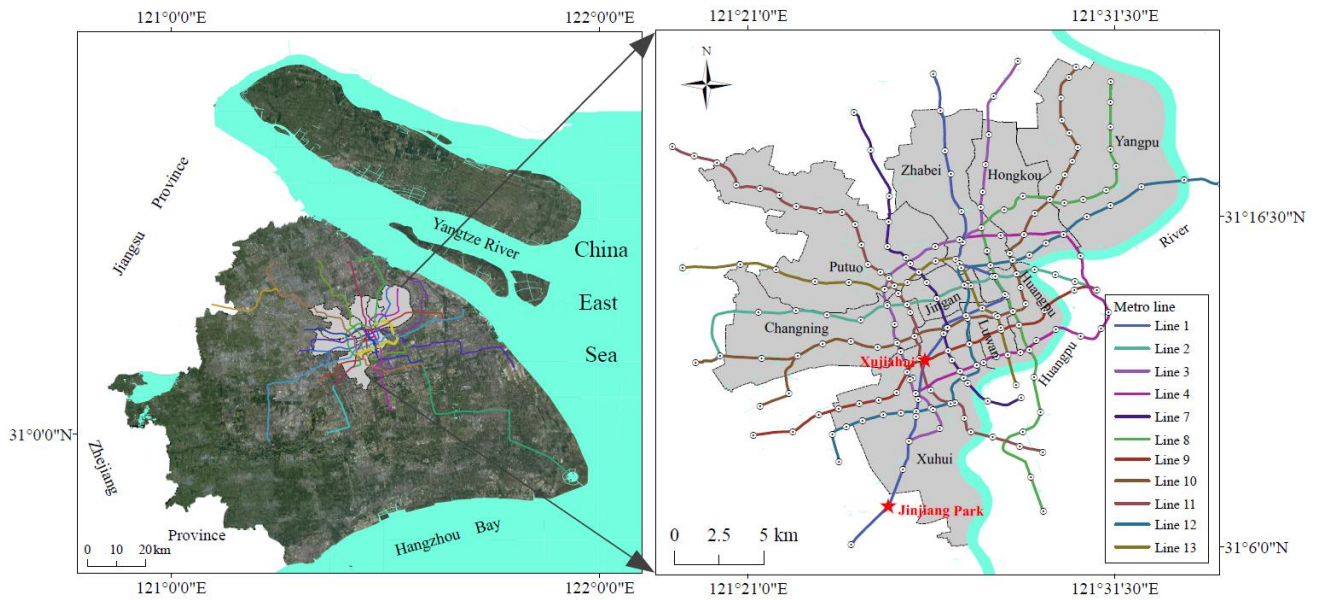 121°0'0"E
122°0'0"E
Jiangsu
Province
Yangtze River
China
East
Sea
31°0'0"N
Zhejiang
Province
Hangzhou Bay
0 10 20km
121°0'0"E
122°0'0"E
121°21'0"E
121°31'30"E
N
Zhabei
Hongkou
Yangpu
31°16'30"N
River
Putuo
Jingan
Huangpu
Changning
Luwan
Huangpu
Xujiahui
Xuhui
Jinjiang Park
0 2.5 5 km
Metro line
Line 1
Line 2
Line 3
Line 4
Line 7
Line 8
Line 9
Line 10
Line 11
Line 12
Line 13
31°6'0"N
121°21'0"E
121°31'30"E